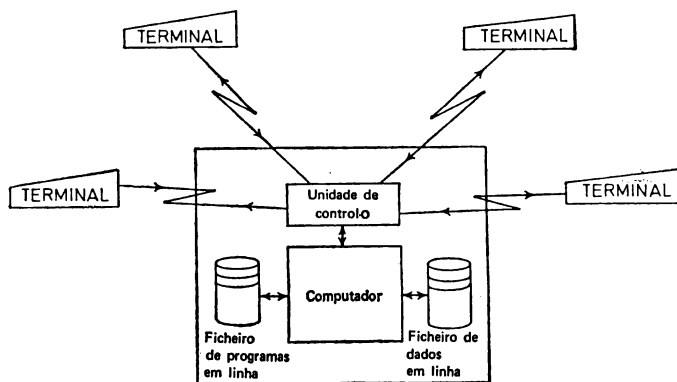 TERMINAL
TERMINAL
TERMINAL
TERMINAL
Unidade de
controlo
Computador
Ficheiro
de programas
em linha
Ficheiro de
dados
em linha